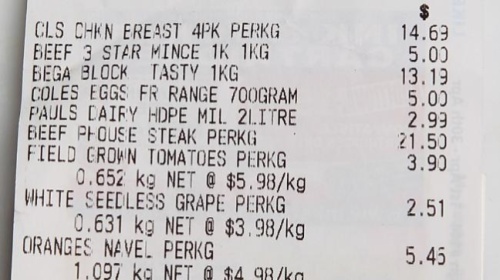 $
CLS CHKN BREAST 4PK PERKG 14.69
BEEF 3 STAR MINCE 1K 1KG 5.00
BEGA BLOCK TASTY 1KG 13.19
COLES EGGS FR RANGE 700GRAM 5.00
PAULS DAIRY HDPE MIL 2LITRE 2.99
BEEF PHOUSE STEAK PERKG 21.50
FIELD GROWN TOMATOES PERKG 3.90
0.652 kg NET @ $5.98/kg
WHITE SEEDLESS GRAPE PERKG 2.51
0.631 kg NET @ $3.98/kg
ORANGES NAVEL PERKG 5.45
1.097 kg NET @ $4.98/kg